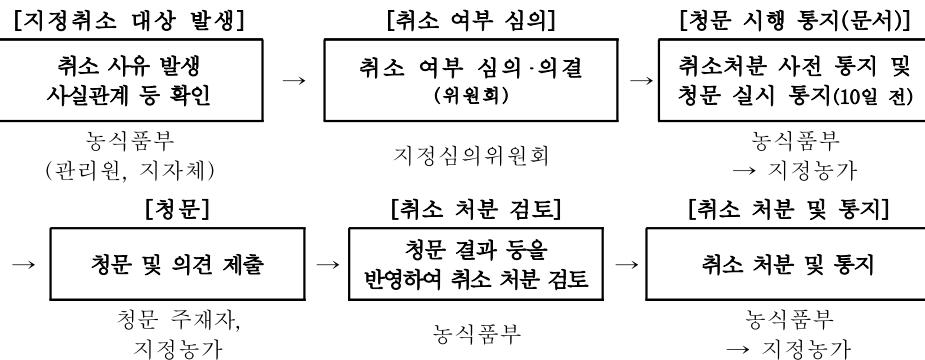 [지정취소 대상 발생]
취소 사유 발생
사실관계 등 확인
농식품부
(관리원, 지자체)
→
[취소 여부 심의]
취소 여부 심의·의결
(위원회)
지정심의위원회
→
[청문 시행 통지(문서)]
취소처분 사전 통지 및
청문 실시 통지(10일 전)
농식품부
→ 지정농가
→
[청문]
청문 및 의견 제출
청문 주재자,
지정농가
→
[취소 처분 검토]
청문 결과 등을
반영하여 취소 처분 검토
농식품부
→
[취소 처분 및 통지]
취소 처분 및 통지
농식품부
→ 지정농가